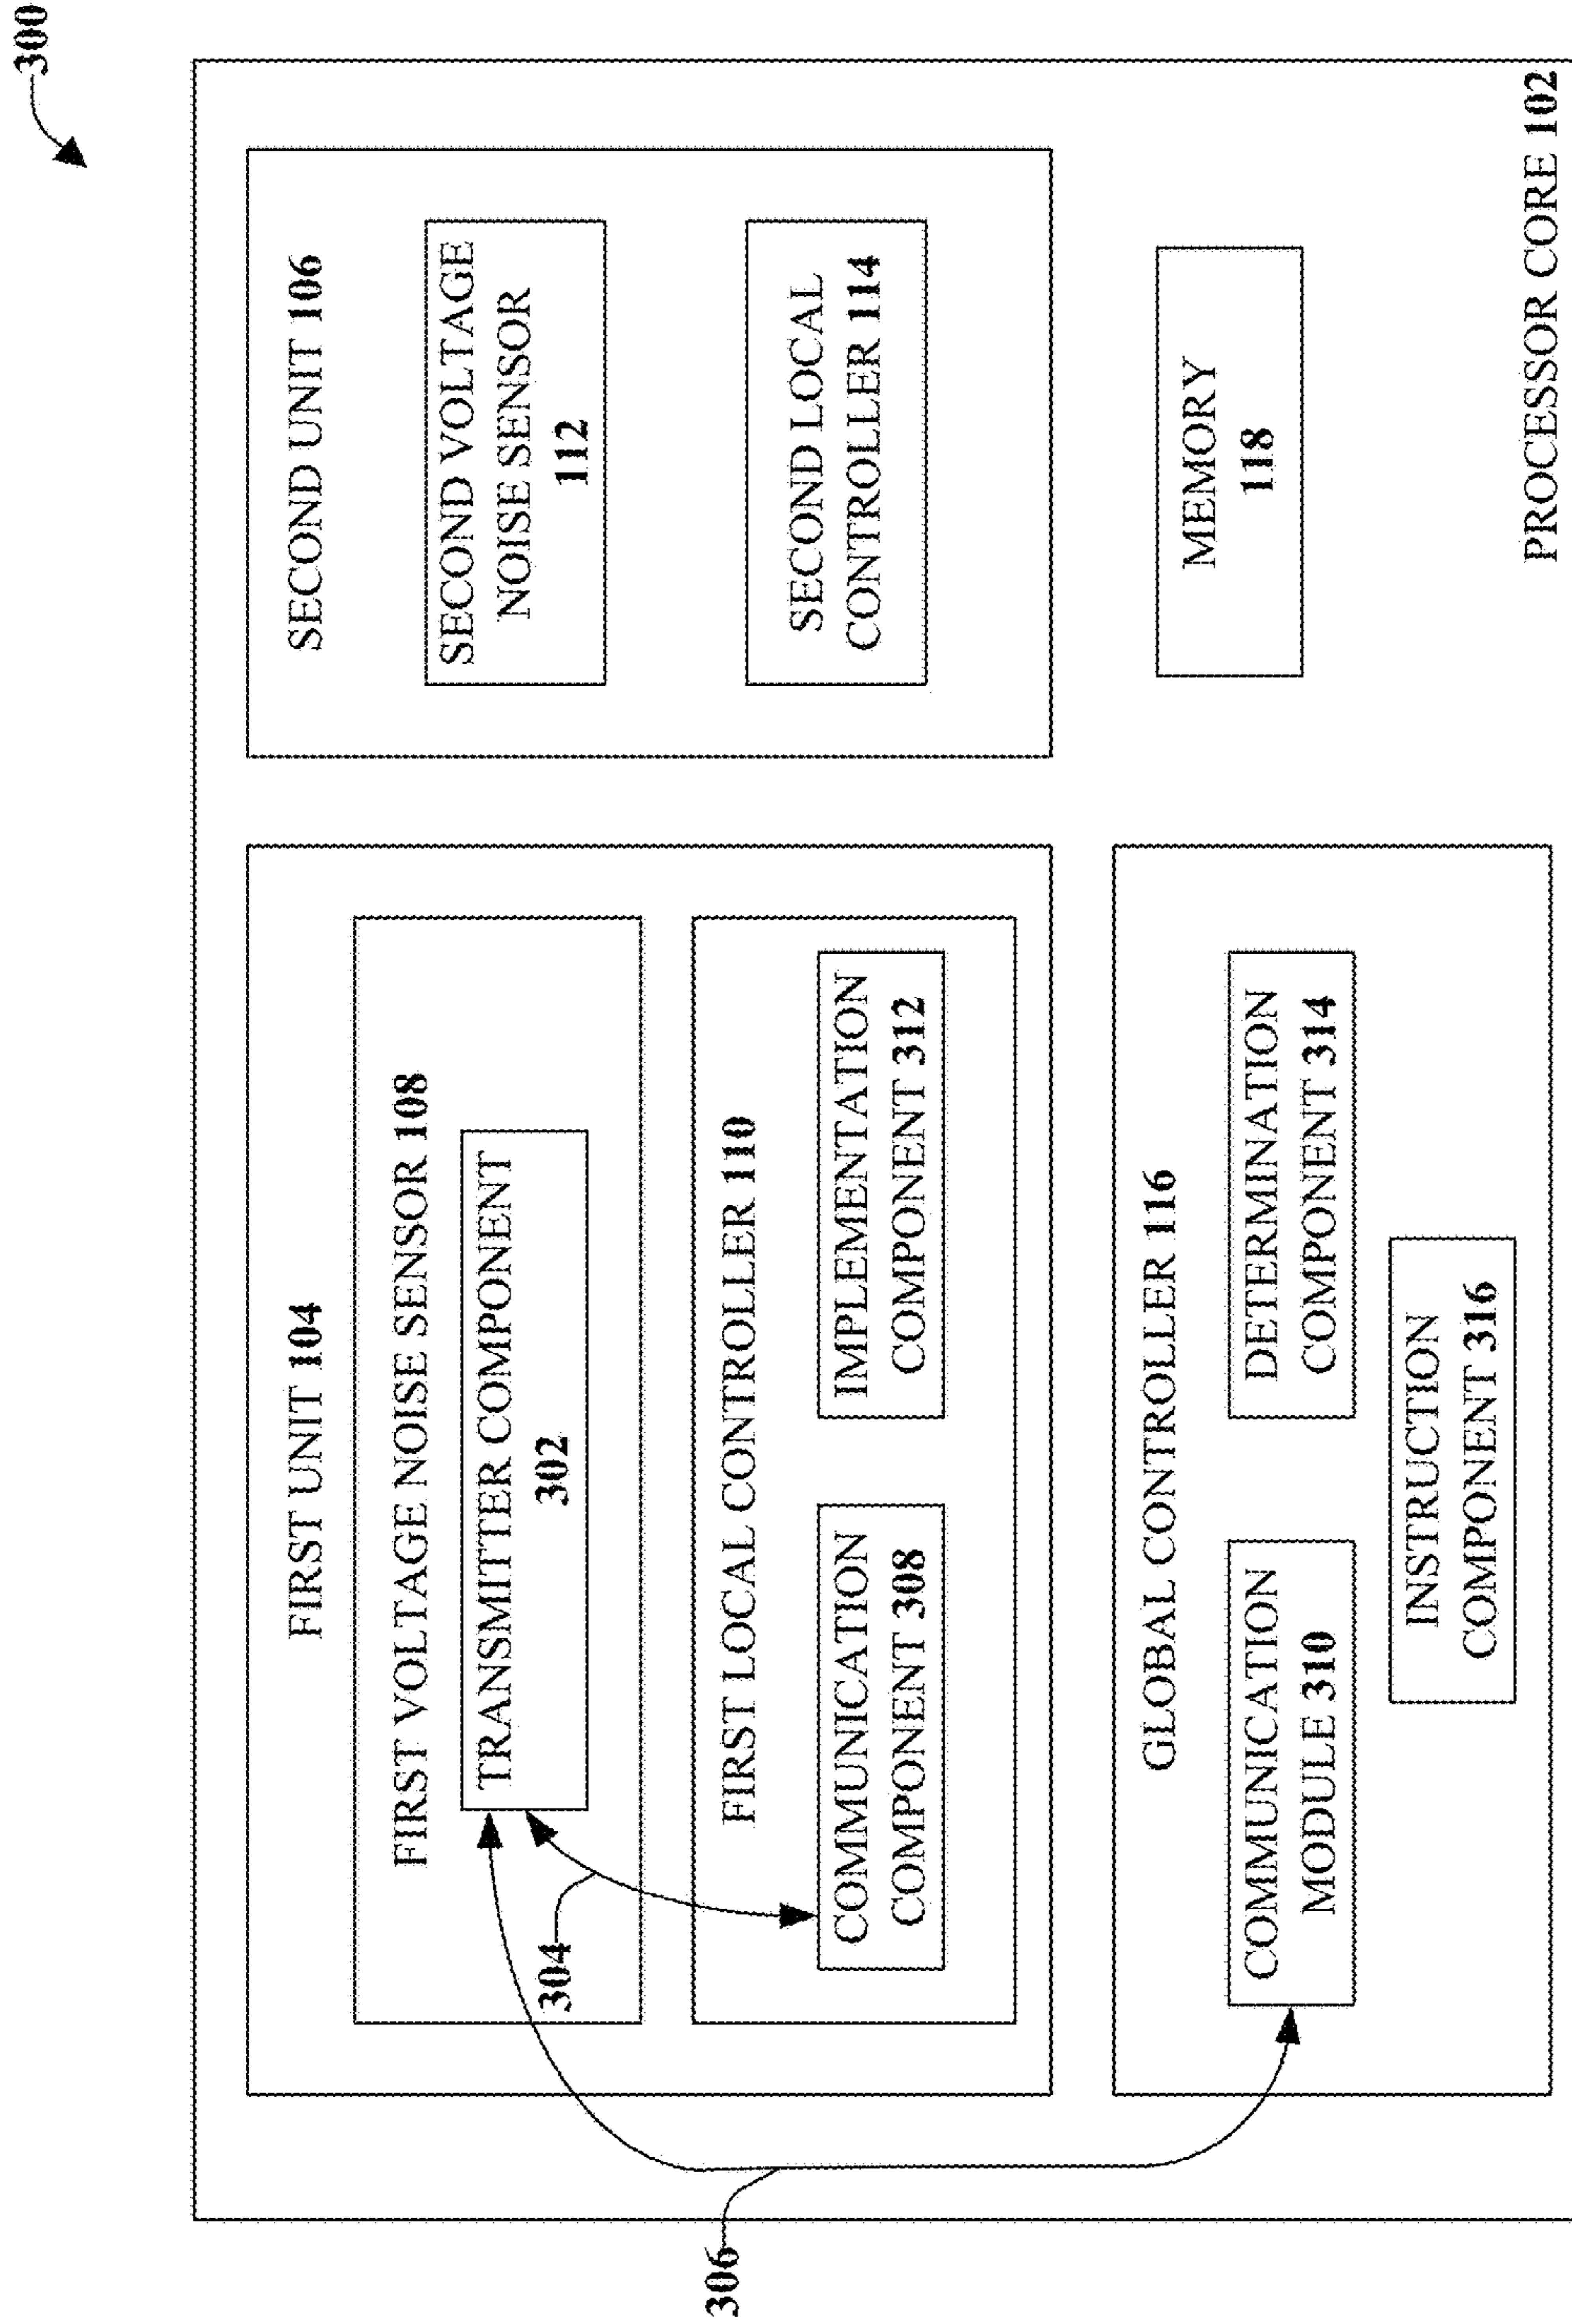 300
FIRST UNIT 104
FIRST VOLTAGE NOISE SENSOR 108
TRANSMITTER COMPONENT
302
304
FIRST LOCAL CONTROLLER 110
COMMUNICATION
COMPONENT 308
IMPLEMENTATION
COMPONENT 312
SECOND UNIT 106
SECOND VOLTAGE
NOISE SENSOR
112
SECOND LOCAL
CONTROLLER 114
306
GLOBAL CONTROLLER 116
COMMUNICATION
MODULE 310
DETERMINATION
COMPONENT 314
INSTRUCTION
COMPONENT 316
MEMORY
118
PROCESSOR CORE 102